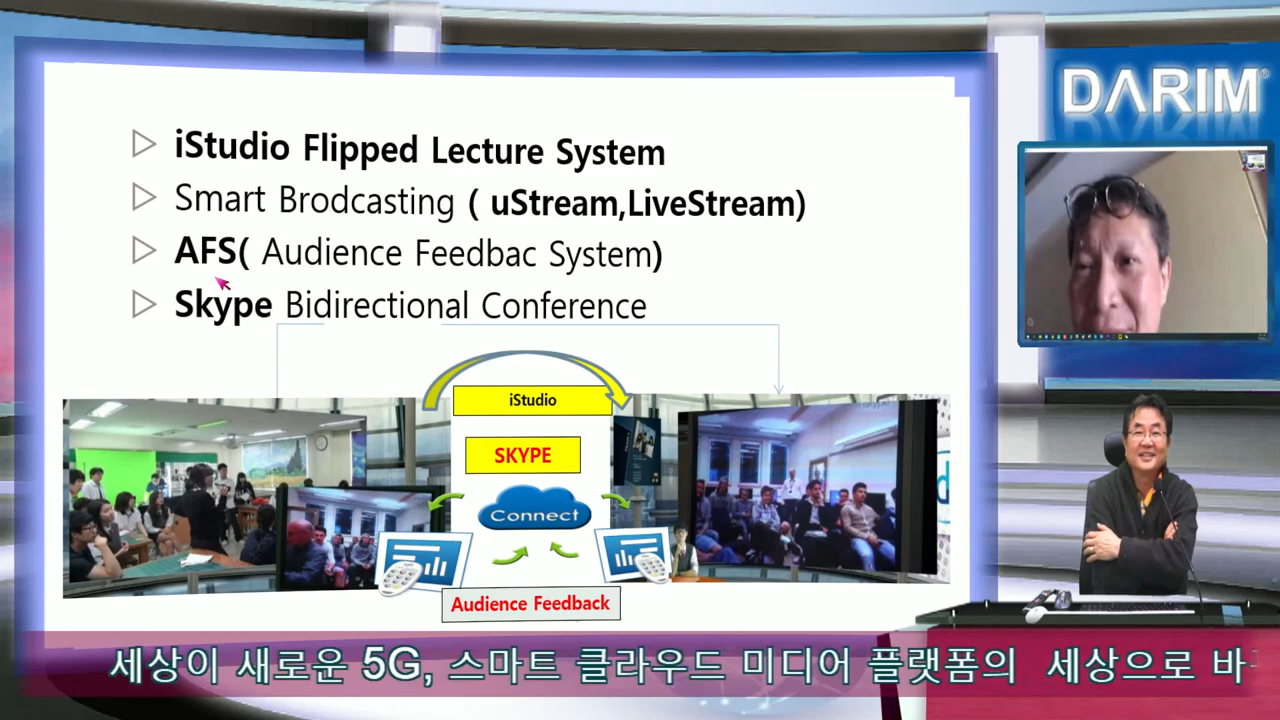 DARIM®
iStudio Flipped Lecture System
Smart Brodcasting ( uStream,LiveStream)
AFS( Audience Feedbac System)
Skype Bidirectional Conference
iStudio
SKYPE
Connect
Audience Feedback
skype
세상이 새로운 5G, 스마트 클라우드 미디어 플랫폼의 세상으로 바